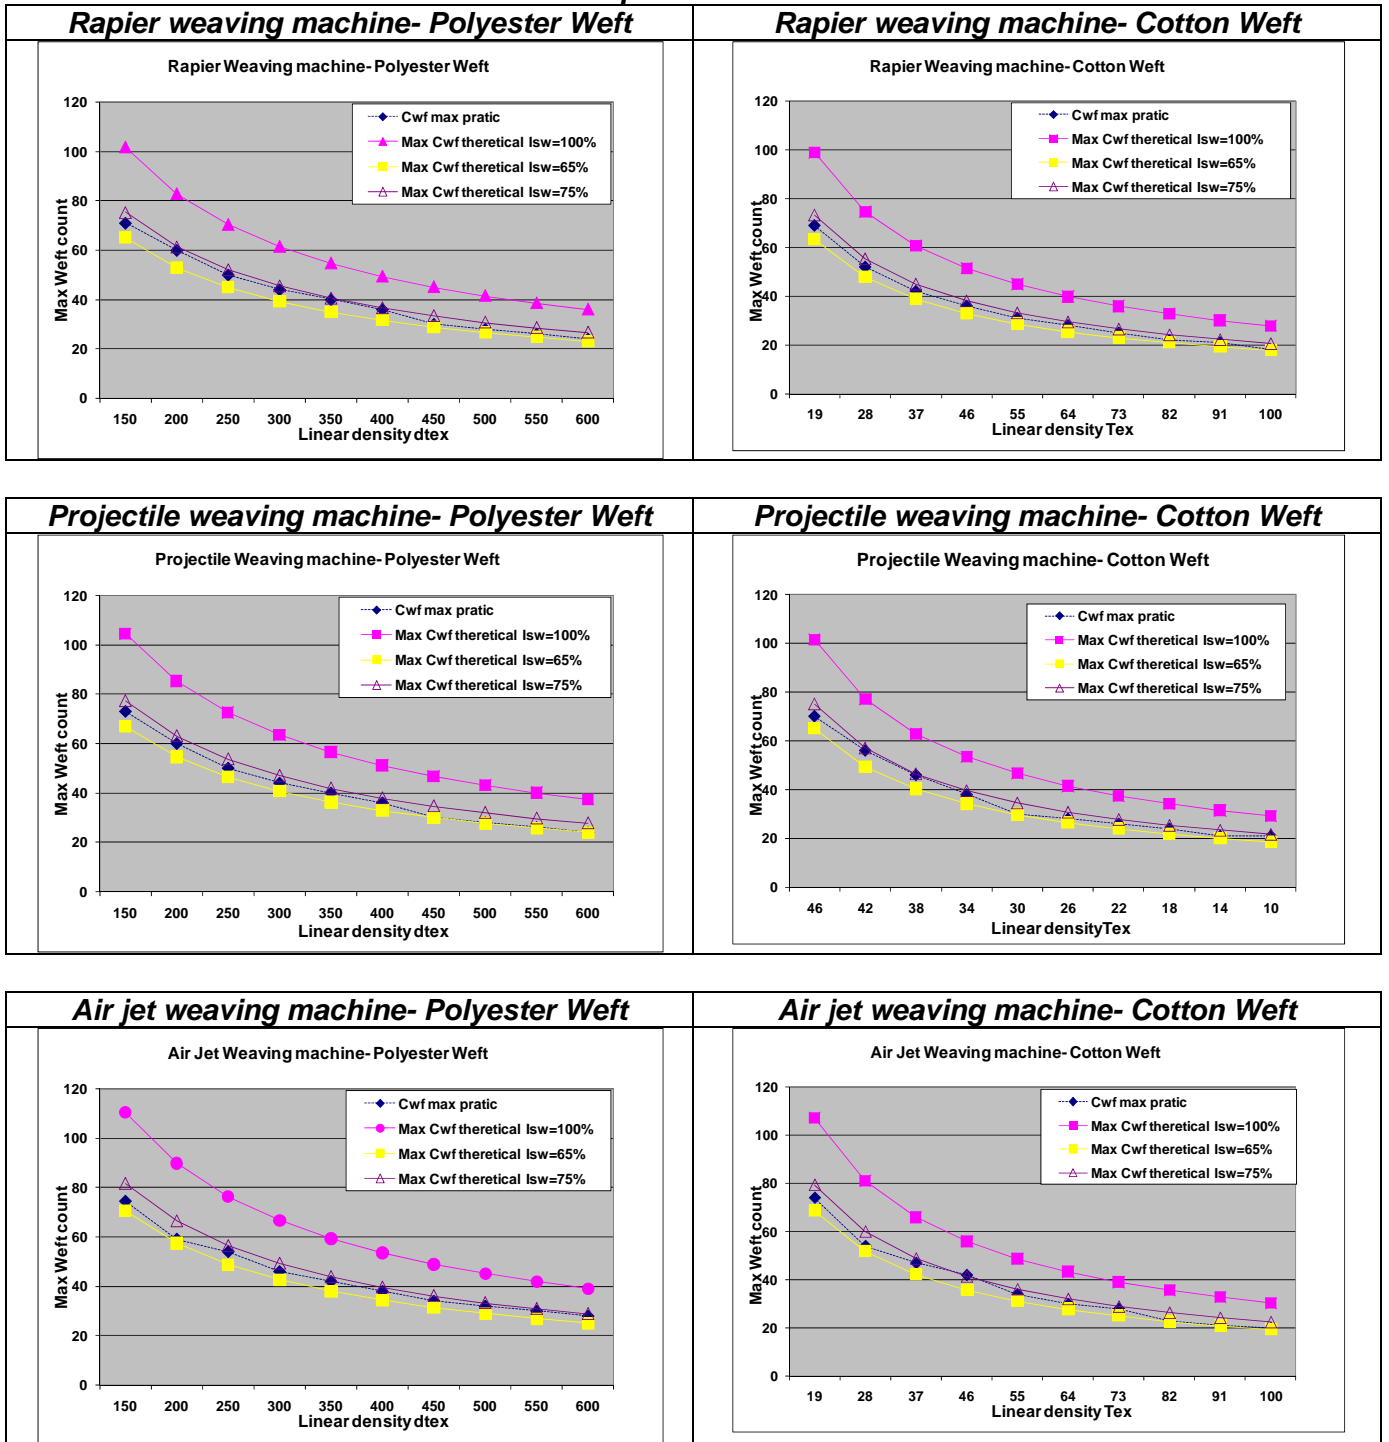 Rapier weaving machine- Polyester Weft
Rapier weaving machine- Cotton Weft
Rapier Weaving machine-Polyester Weft
120
100
80
60
40
20
0
Max Weft count
Cwf max pratic
Max Cwf theretical Isw=100%
Max Cwf theretical Isw=65%
Max Cwf theretical Isw=75%
150 200 250 300 350 400 450 500 550 600
Linear density dtex
Rapier Weaving machine-Cotton Weft
120
100
80
60
40
20
0
Max Weft count
Cwf max pratic
Max Cwf theretical Isw=100%
Max Cwf theretical Isw=65%
Max Cwf theretical Isw=75%
19 28 37 46 55 64 73 82 91 100
Linear density Tex
Projectile weaving machine- Polyester Weft
Projectile weaving machine- Cotton Weft
Projectile Weaving machine-Polyester Weft
120
100
80
60
40
20
0
Max Weft count
Cwf max pratic
Max Cwf theretical Isw=100%
Max Cwf theretical Isw=65%
Max Cwf theretical Isw=75%
150 200 250 300 350 400 450 500 550 600
Linear density dtex
Projectile Weaving machine-Cotton Weft
120
100
80
60
40
20
0
Max Weft count
Cwf max pratic
Max Cwf theretical Isw=100%
Max Cwf theretical Isw=65%
Max Cwf theretical Isw=75%
46 42 38 34 30 26 22 18 14 10
Linear densityTex
Air jet weaving machine- Polyester Weft
Air jet weaving machine- Cotton Weft
Air Jet Weaving machine-Polyester Weft
120
100
80
60
40
20
0
Max Weft count
Cwf max pratic
Max Cwf theretical Isw=100%
Max Cwf theretical Isw=65%
Max Cwf theretical Isw=75%
150 200 250 300 350 400 450 500 550 600
Linear density dtex
Air Jet Weaving machine-Cotton Weft
120
100
80
60
40
20
0
Max Weft count
Cwf max pratic
Max Cwf theretical Isw=100%
Max Cwf theretical Isw=65%
Max Cwf theretical Isw=75%
19 28 37 46 55 64 73 82 91 100
Linear density Tex